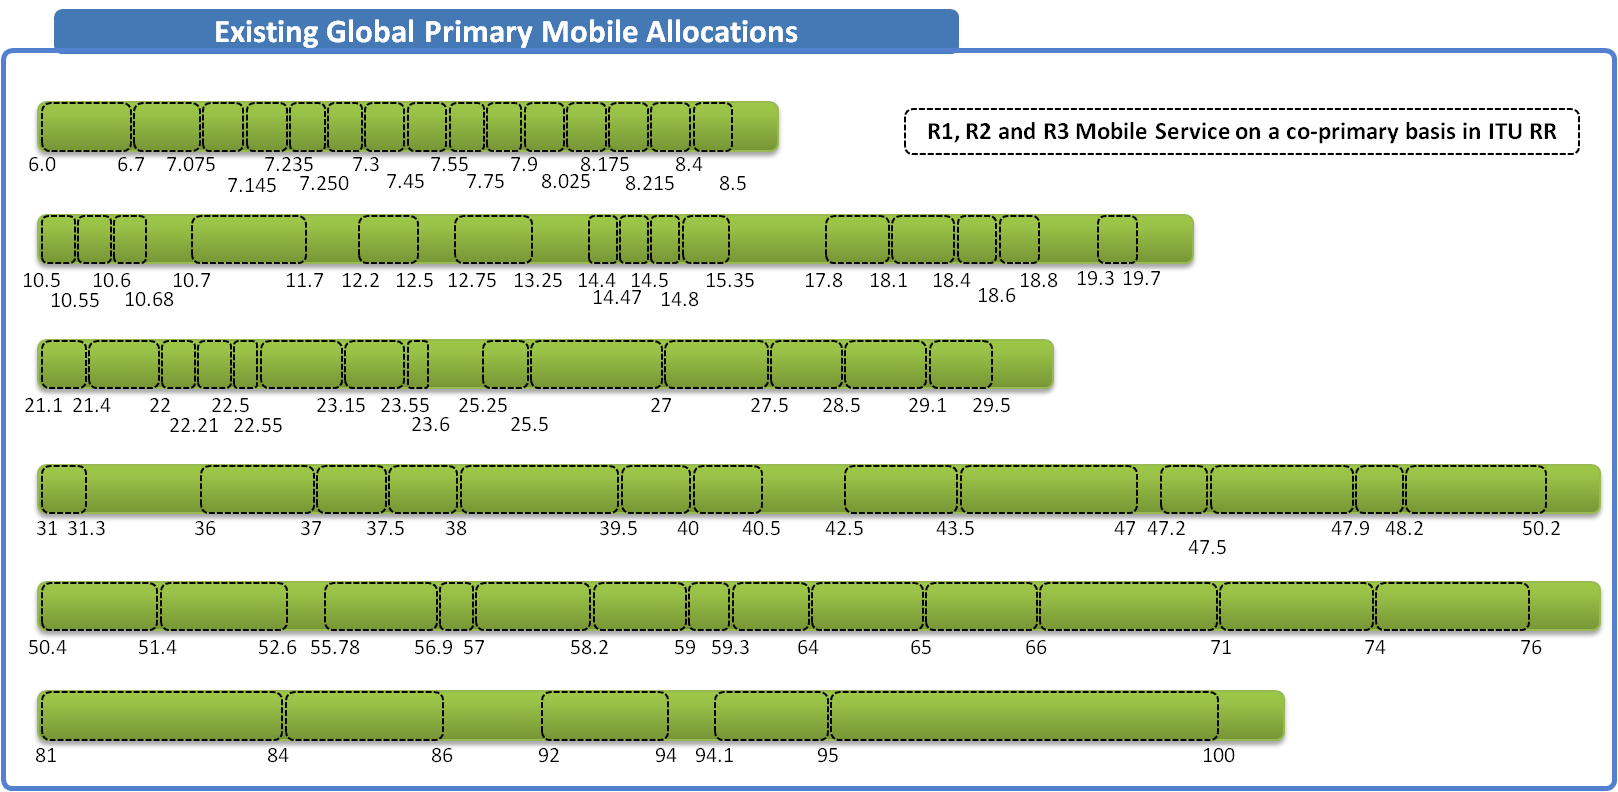 Existing Global Primary Mobile Allocations
R1, R2 and R3 Mobile Service on a co-primary basis in ITU RR
6.0 6.7 7.075 7.235 7.3 7.55 7.9 8.175 8.4
7.145 7.250 7.45 7.75 8.025 8.215 8.5
10.5 10.6 10.7 11.7 12.2 12.5 12.75 13.25 14.4 14.5 15.35 17.8 18.1 18.4 18.8 19.3 19.7
10.55 10.68 14.47 14.8 18.6
21.1 21.4 22 22.5 23.15 23.55 25.25 27 27.5 28.5 29.1 29.5
22.21 22.55 23.6 25.5
31 31.3 36 37 37.5 38 39.5 40 40.5 42.5 43.5 47 47.2 47.9 48.2 50.2
47.5
50.4 51.4 52.6 55.78 56.9 57 58.2 59 59.3 64 65 66 71 74 76
81 84 86 92 94 94.1 95 100